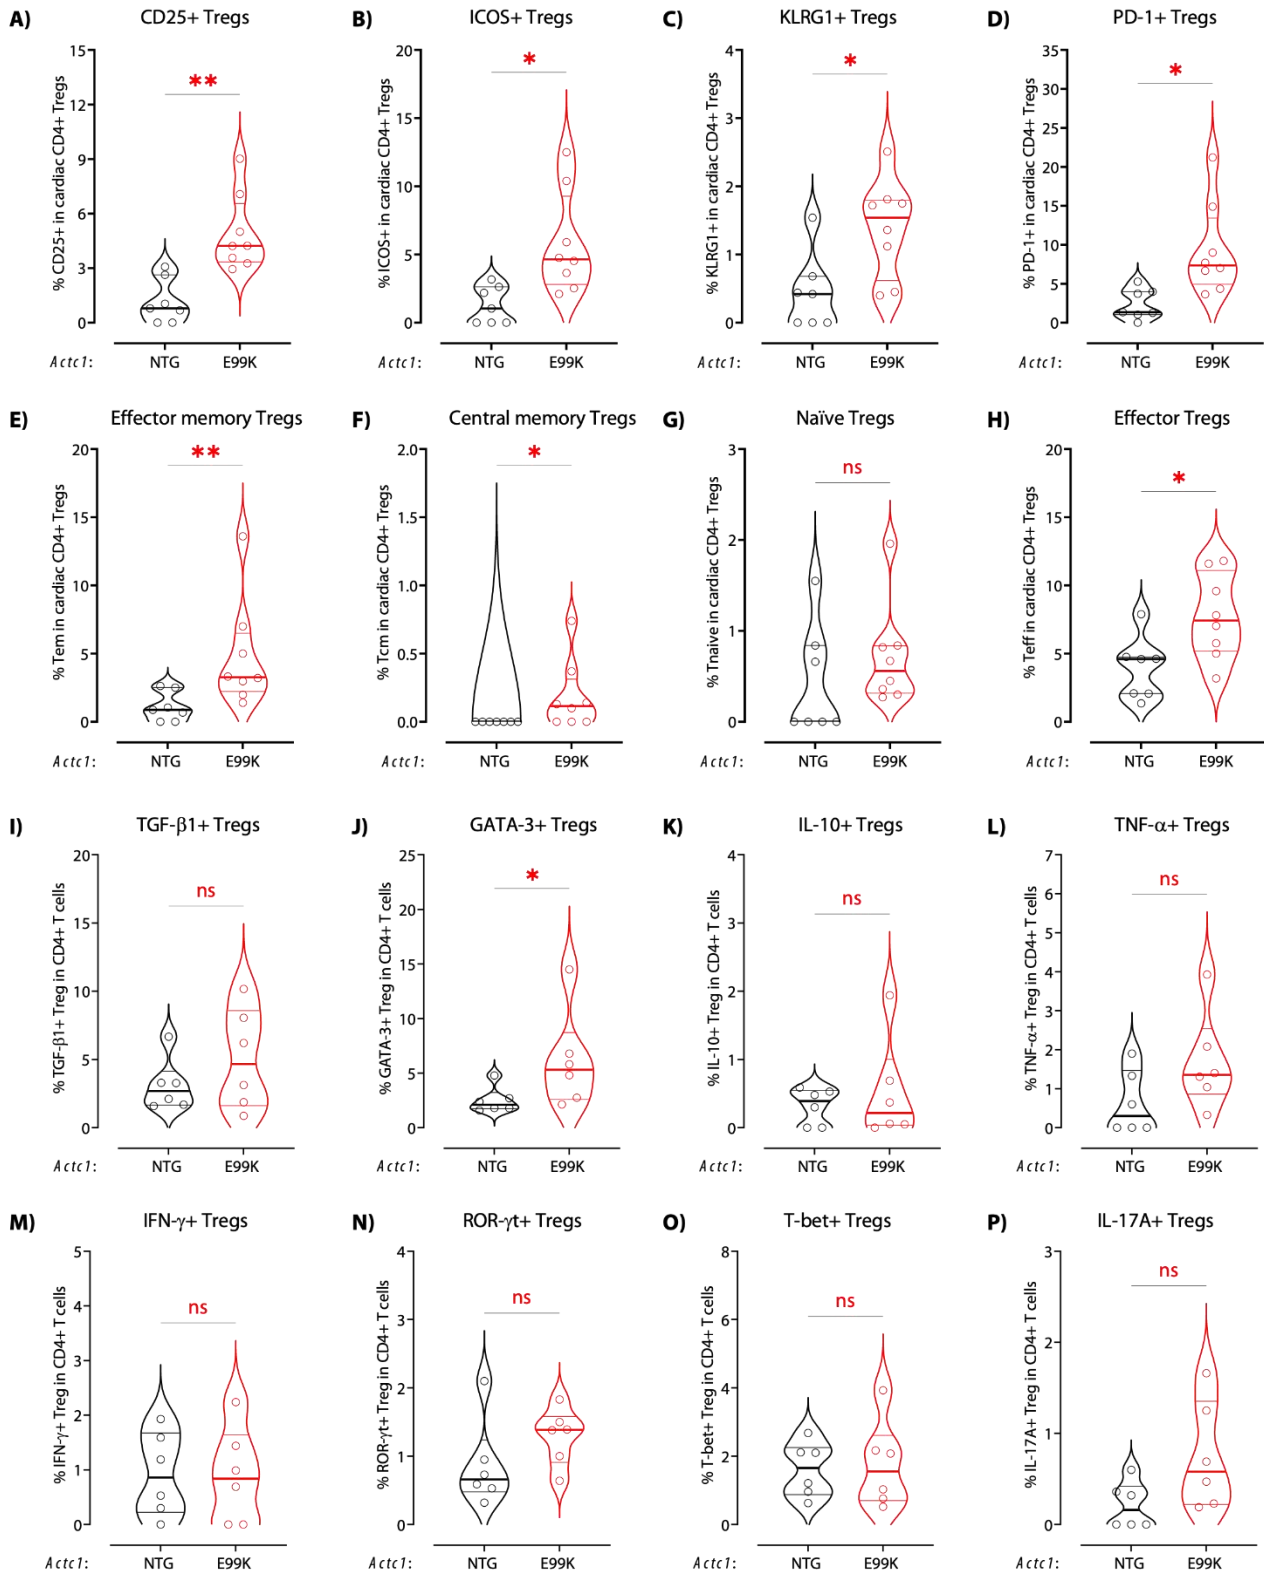 A) CD25+ Tregs
% CD25+ in cardiac CD4+ Tregs
15
12
9
6
3
0
**
Actc1: NTG E99K
B) ICOS+ Tregs
% ICOS+ in cardiac CD4+ Tregs
20
15
10
5
0
*
Actc1: NTG E99K
C) KLRG1+ Tregs
% KLRG1+ in cardiac CD4+ Tregs
4
3
2
1
0
*
Actc1: NTG E99K
D) PD-1+ Tregs
% PD-1+ in cardiac CD4+ Tregs
35
30
25
20
15
10
5
0
*
Actc1: NTG E99K
E) Effector memory Tregs
% Tem in cardiac CD4+ Tregs
20
15
10
5
0
**
Actc1: NTG E99K
F) Central memory Tregs
% Tcm in cardiac CD4+ Tregs
2.0
1.5
1.0
0.5
0.0
*
Actc1: NTG E99K
G) Naïve Tregs
% Tnaive in cardiac CD4+ Tregs
3
2
1
0
ns
Actc1: NTG E99K
H) Effector Tregs
% Teff in cardiac CD4+ Tregs
20
15
10
5
0
*
Actc1: NTG E99K
I) TGF-β1+ Tregs
% TGF-β1+ Treg in CD4+ T cells
20
15
10
5
0
ns
Actc1: NTG E99K
J) GATA-3+ Tregs
% GATA-3+ Treg in CD4+ T cells
25
20
15
10
5
0
*
Actc1: NTG E99K
K) IL-10+ Tregs
% IL-10+ Treg in CD4+ T cells
4
3
2
1
0
ns
Actc1: NTG E99K
L) TNF-α+ Tregs
% TNF-α+ Treg in CD4+ T cells
7
6
5
4
3
2
1
0
ns
Actc1: NTG E99K
M) IFN-γ+ Tregs
% IFN-γ+ Treg in CD4+ T cells
5
4
3
2
1
0
ns
Actc1: NTG E99K
N) ROR-γt+ Tregs
% ROR-γt+ Treg in CD4+ T cells
4
3
2
1
0
ns
Actc1: NTG E99K
O) T-bet+ Tregs
% T-bet+ Treg in CD4+ T cells
8
6
4
2
0
ns
Actc1: NTG E99K
P) IL-17A+ Tregs
% IL-17A+ Treg in CD4+ T cells
3
2
1
0
ns
Actc1: NTG E99K